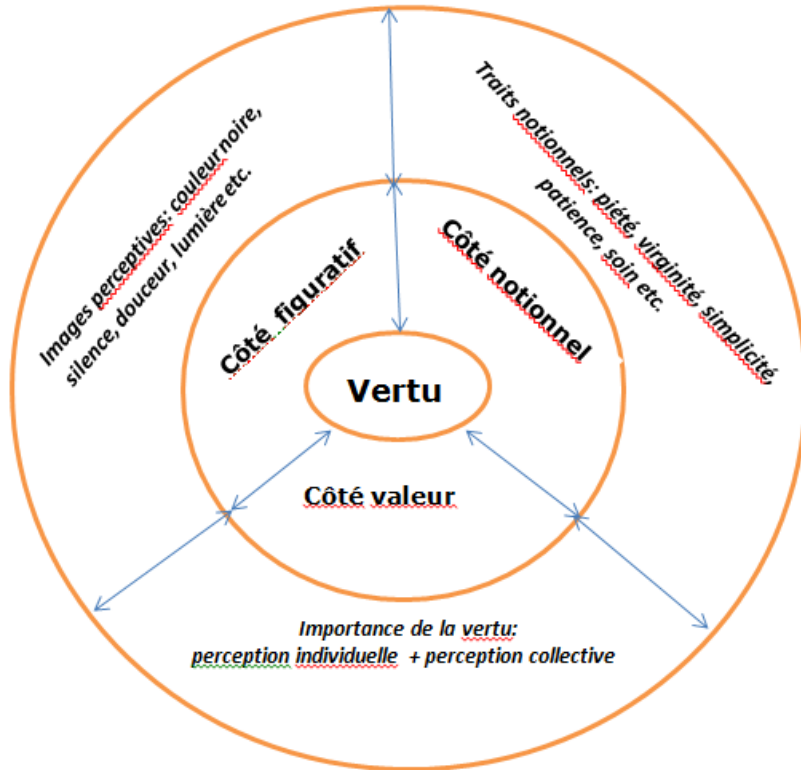 Images perceptives: couleur noire,
silence, douceur, lumière etc.
Traits notionnels: piété, virginité, simplicité,
patience, soin etc.
Côté figuratif
Côté notionnel
Vertu
Côté valeur
Importance de la vertu:
perception individuelle + perception collective